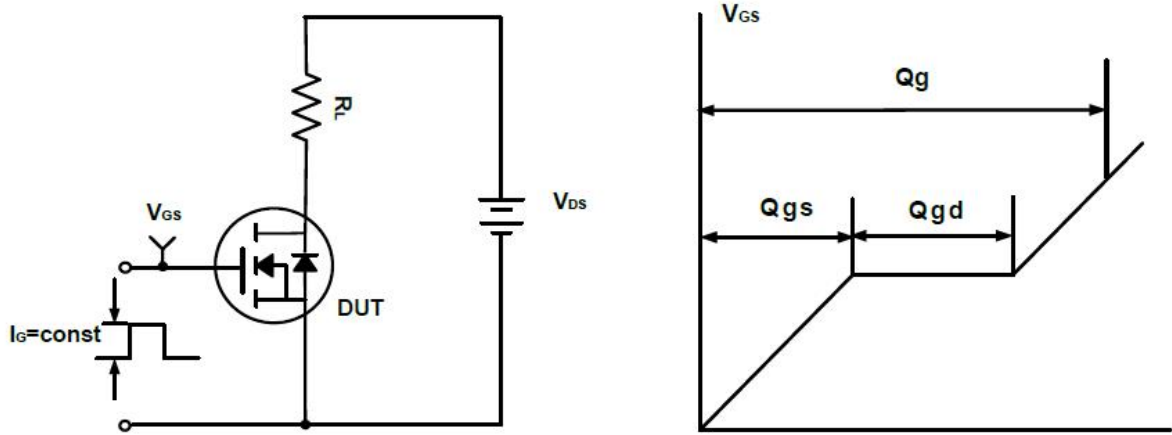 RL
VGS
VDS
DUT
IG=const
VGS
Qg
Qgs
Qgd